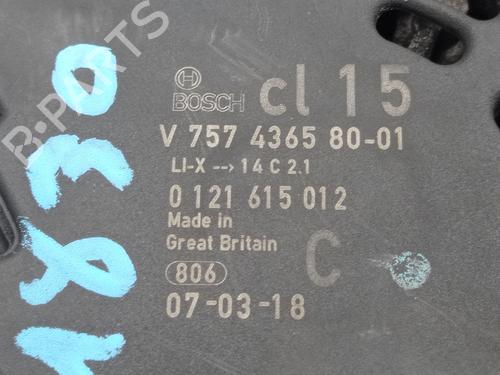 BOSCH cl 15
V 757 4365 80-01
LI-X --> 14 C 2.1
0 121 615 012
Made in
Great Britain
C
806
07-03-18
B-PARTS